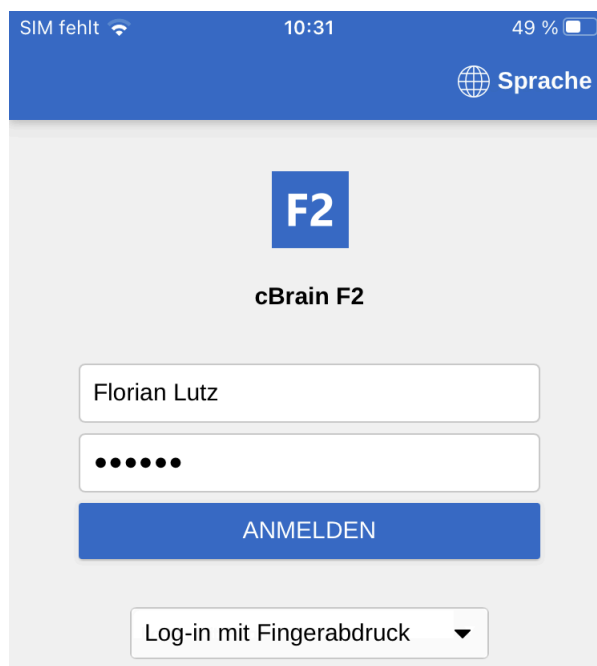 SIM fehlt 10:31 49 %
Sprache
F2
cBrain F2
Florian Lutz
••••••
ANMELDEN
Log-in mit Fingerabdruck